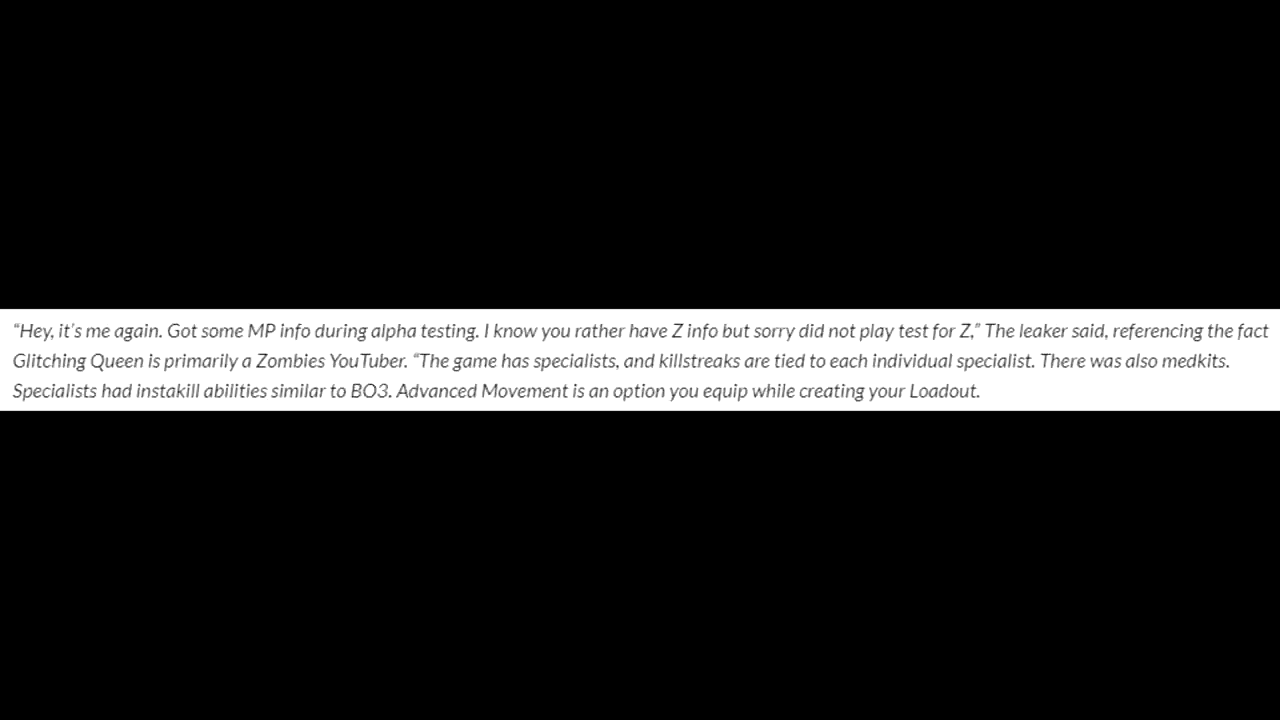 “Hey, it’s me again. Got some MP info during alpha testing. I know you rather have Z info but sorry did not play test for Z,” The leaker said, referencing the fact
Glitching Queen is primarily a Zombies YouTuber. “The game has specialists, and killstreaks are tied to each individual specialist. There was also medkits.
Specialists had instakill abilities similar to BO3. Advanced Movement is an option you equip while creating your Loadout.